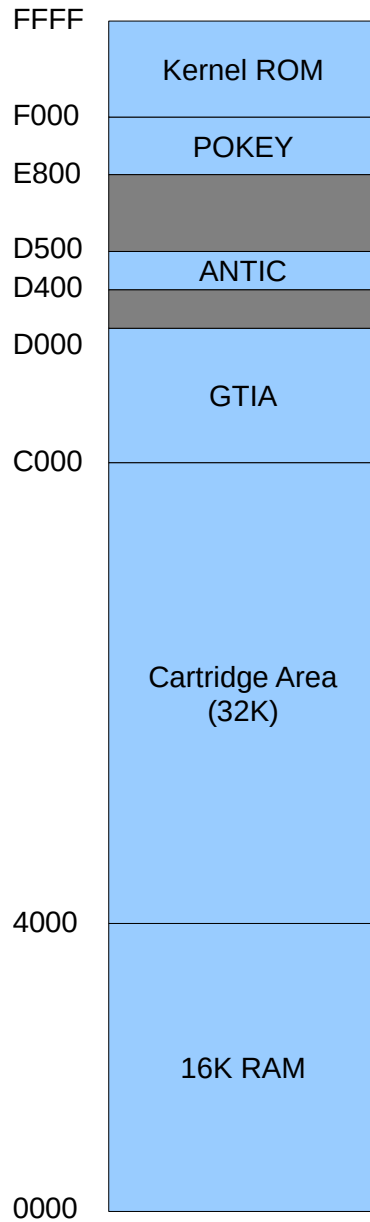 FFFF
Kernel ROM
F000
POKEY
E800
D500
ANTIC
D400
D000
GTIA
C000
Cartridge Area
(32K)
4000
16K RAM
0000